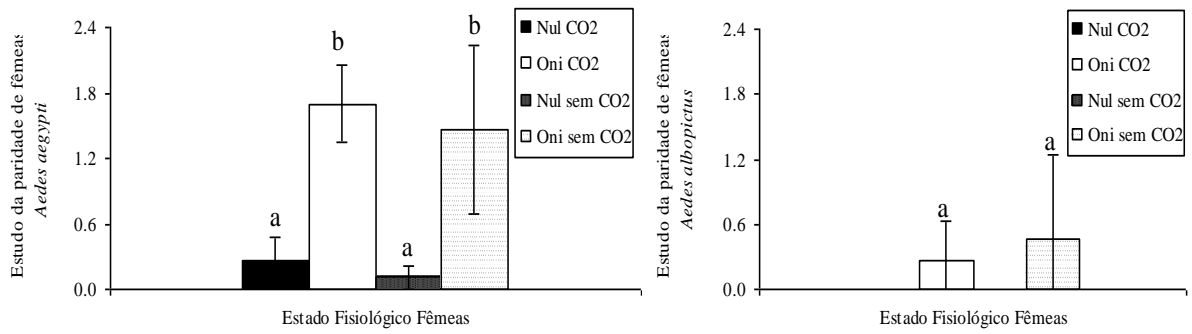 Estudo da paridade de fêmeas
Aedes aegypti
2.4
1.8
1.2
0.6
0.0
b
b
a
a
Nul CO2
Oni CO2
Nul sem CO2
Oni sem CO2
Estado Fisiológico Fêmeas
Estudo da paridade de fêmeas
Aedes albopictus
2.4
1.8
1.2
0.6
0.0
a
a
Nul CO2
Oni CO2
Nul sem CO2
Oni sem CO2
Estado Fisiológico Fêmeas